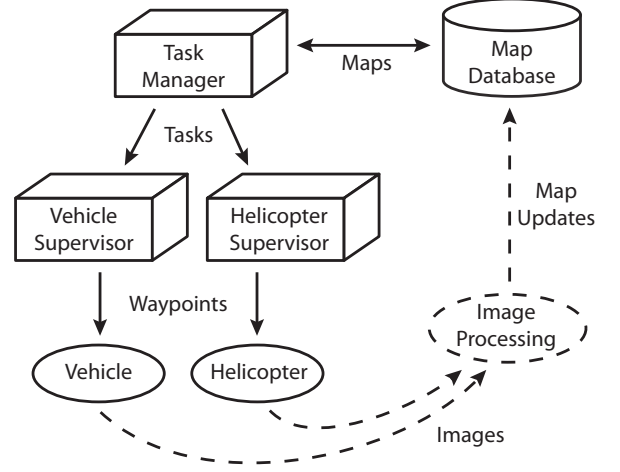 Task
Manager
Maps
Map
Database
Tasks
Vehicle
Supervisor
Helicopter
Supervisor
Map
Updates
Waypoints
Image
Processing
Vehicle
Helicopter
Images